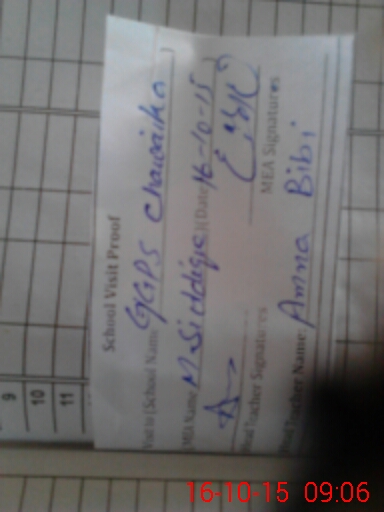 School Visit Proof
Visit to [School Name GGPS Chawaika ]
MEA Name M Siddique )(Date 16-10-15)
Head Teacher Signatures MEA Signatures
Head Teacher Name Amna Bibi
9
10
11
16-10-15 09:06